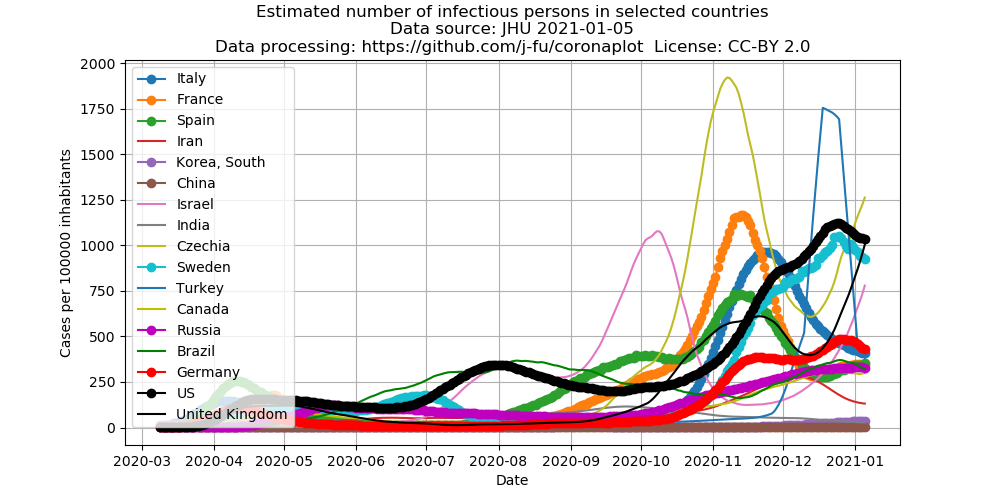 Estimated number of infectious persons in selected countries
Data source: JHU 2021-01-05
Data processing: https://github.com/j-fu/coronaplot  License: CC-BY 2.0
Cases per 100000 inhabitants
2000
1750
1500
1250
1000
750
500
250
0
Italy
France
Spain
Iran
Korea, South
China
Israel
India
Czechia
Sweden
Turkey
Canada
Russia
Brazil
Germany
US
United Kingdom
2020-03 2020-04 2020-05 2020-06 2020-07 2020-08 2020-09 2020-10 2020-11 2020-12 2021-01
Date